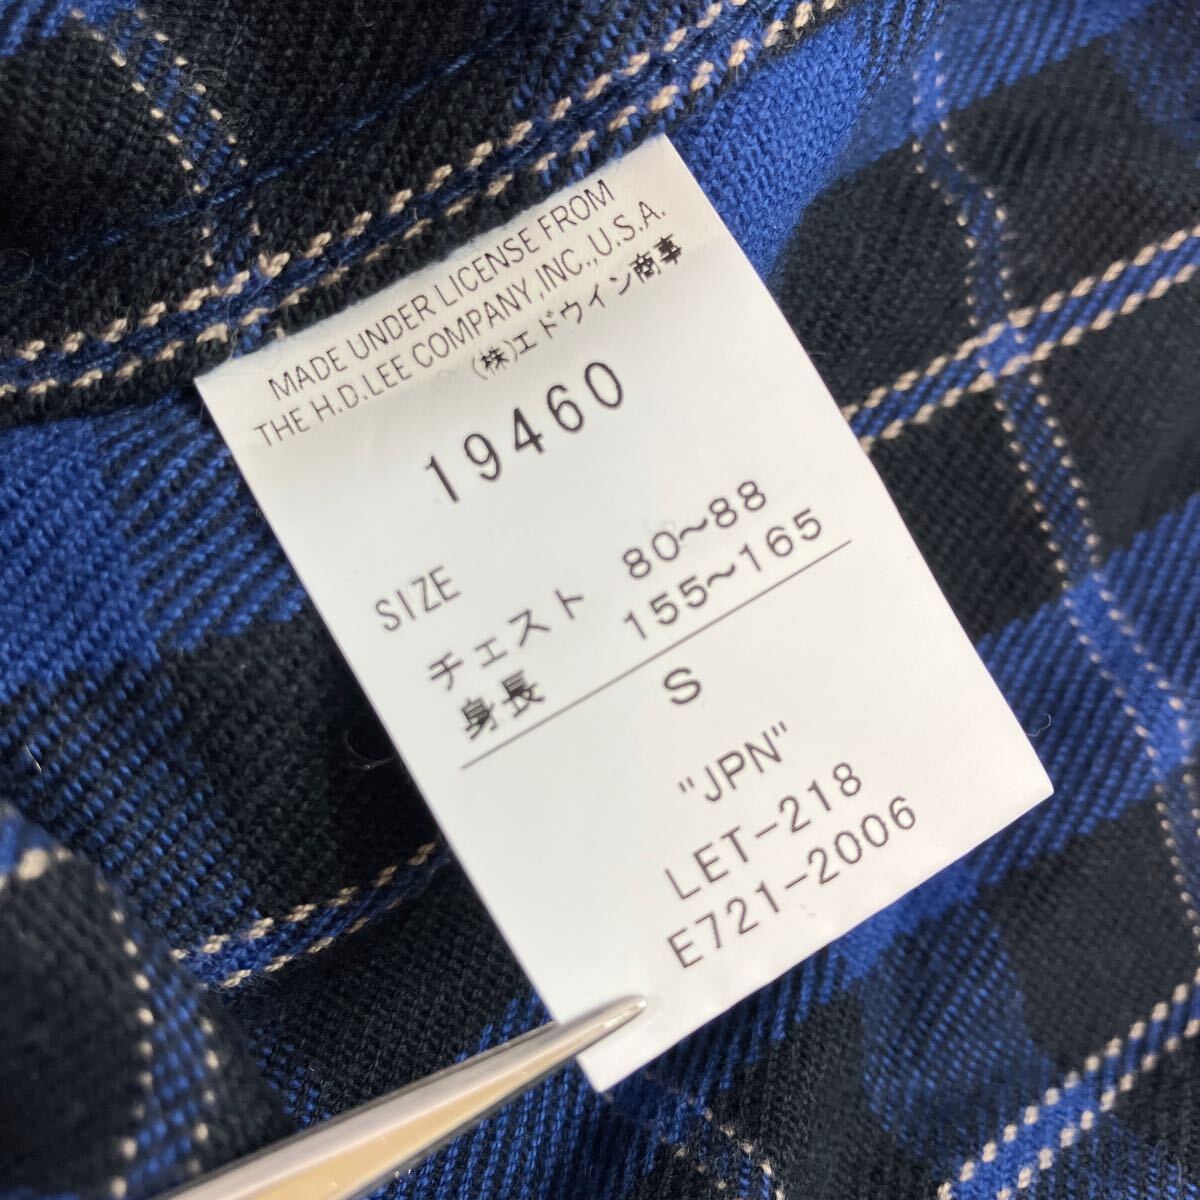 MADE UNDER LICENSE FROM
THE H.D.LEE COMPANY,INC.,U.S.A.
(株)エドウイン商事
19460
SIZE
チェスト 80~88
身長 155~165
S
"JPN"
LET-218
E721-2006